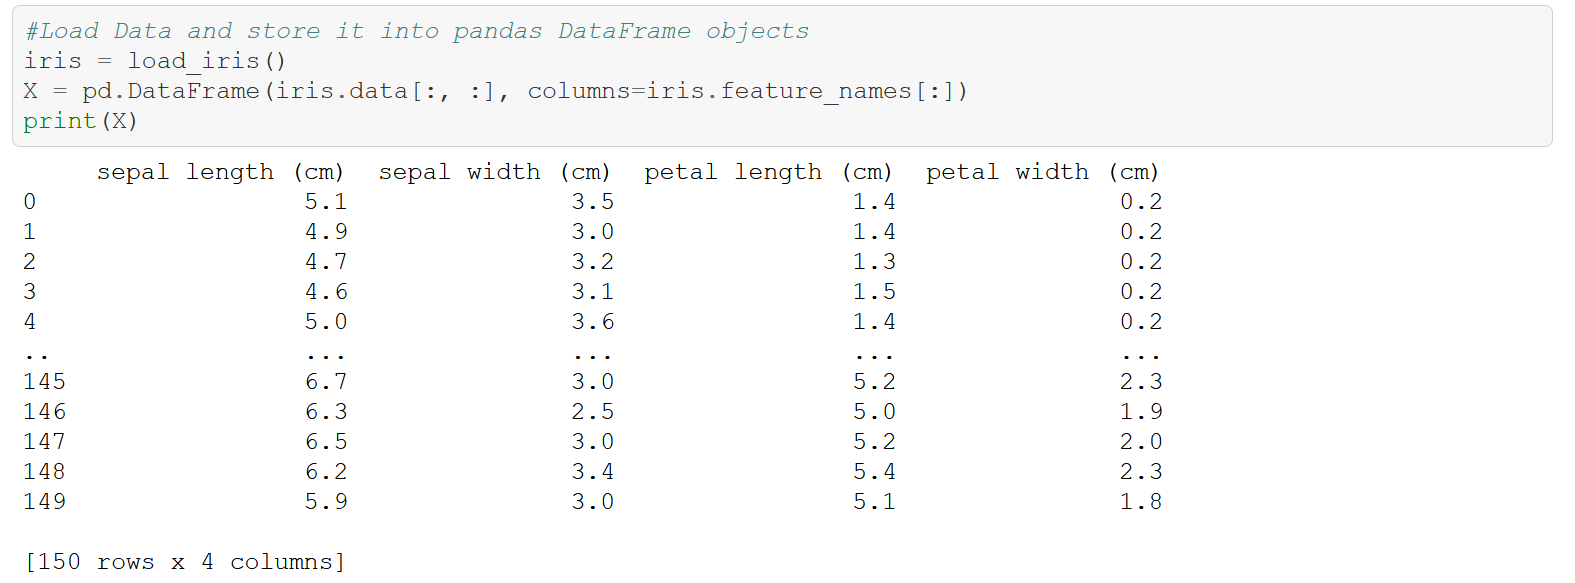 #Load Data and store it into pandas DataFrame objects
iris = load_iris()
X = pd.DataFrame(iris.data[:, :], columns=iris.feature_names[:])
print(X)
     sepal length (cm)  sepal width (cm)  petal length (cm)  petal width (cm)
0                  5.1               3.5                1.4               0.2
1                  4.9               3.0                1.4               0.2
2                  4.7               3.2                1.3               0.2
3                  4.6               3.1                1.5               0.2
4                  5.0               3.6                1.4               0.2
..                 ...               ...                ...               ...
145                6.7               3.0                5.2               2.3
146                6.3               2.5                5.0               1.9
147                6.5               3.0                5.2               2.0
148                6.2               3.4                5.4               2.3
149                5.9               3.0                5.1               1.8
[150 rows x 4 columns]